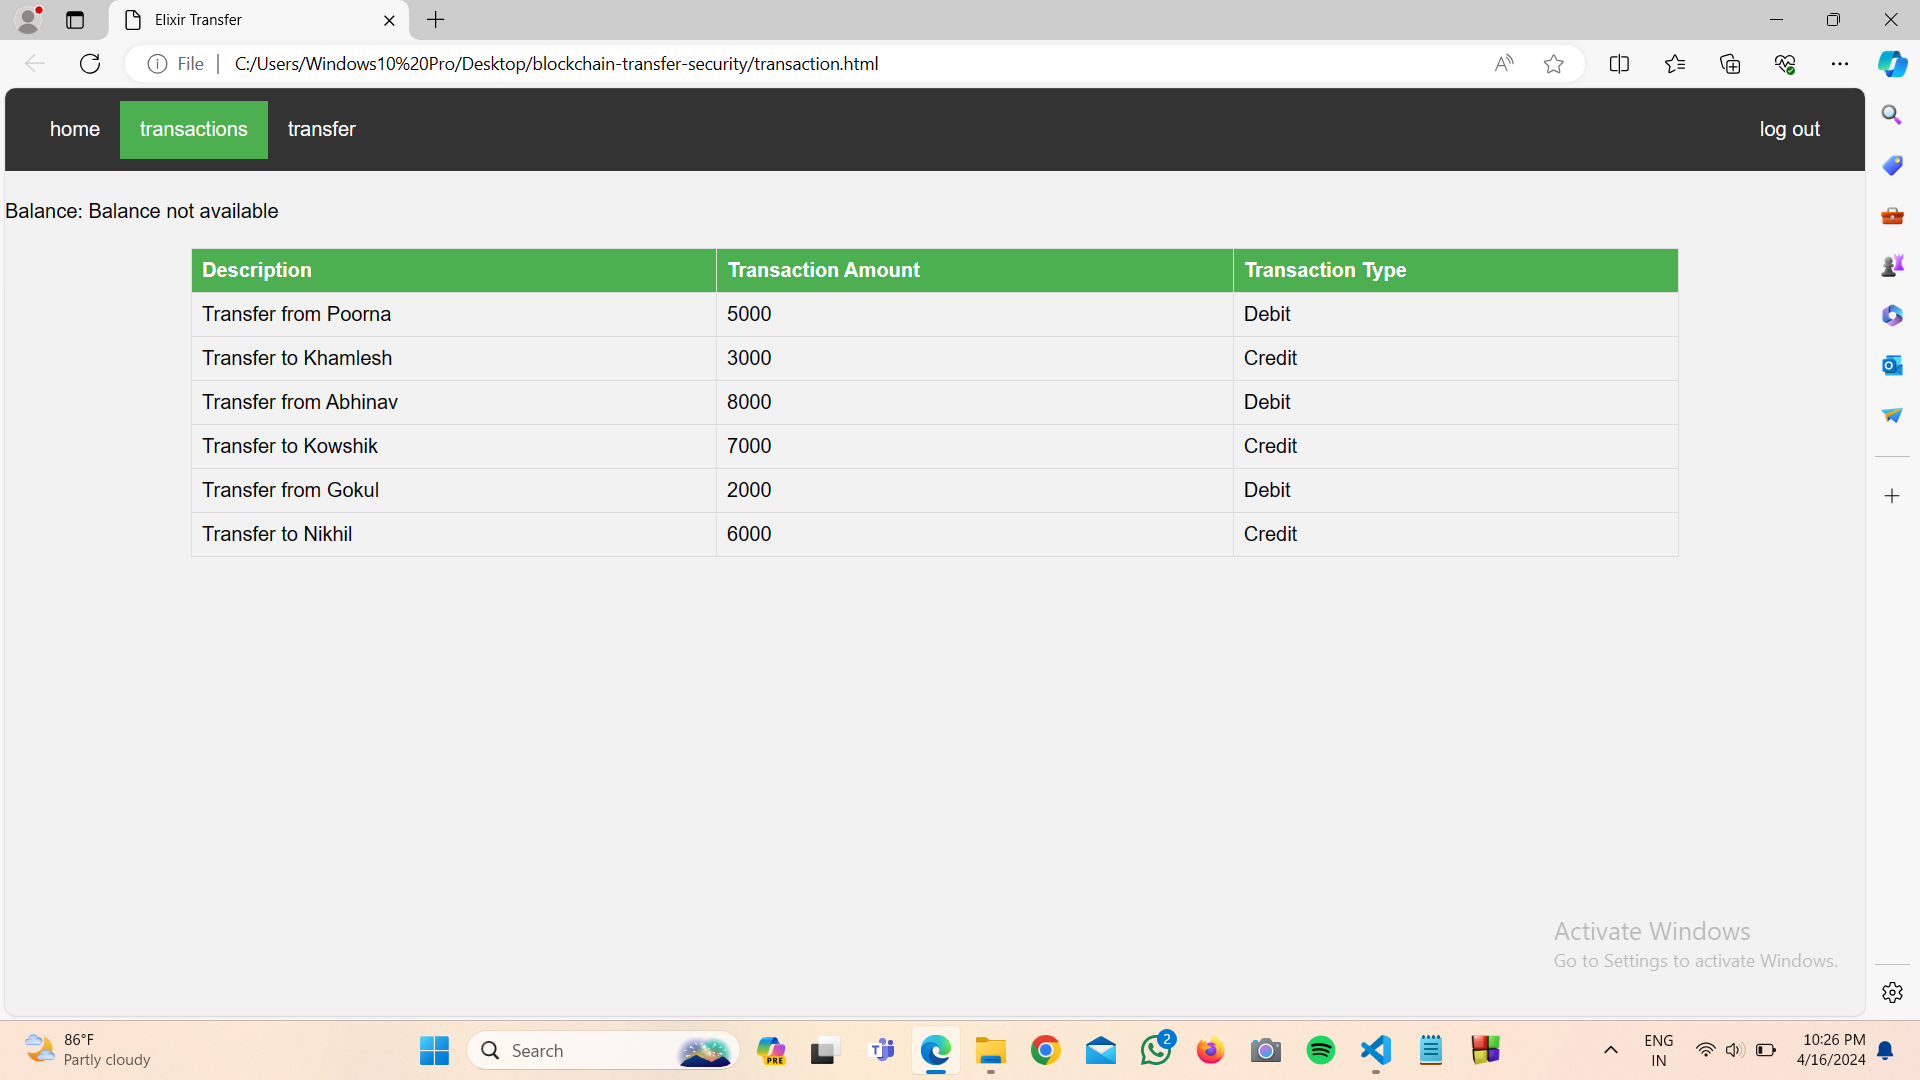 Elixir Transfer
File C:/Users/Windows10%20Pro/Desktop/blockchain-transfer-security/transaction.html
home transactions transfer log out
Balance: Balance not available
Description Transaction Amount Transaction Type
Transfer from Poorna 5000 Debit
Transfer to Khamlesh 3000 Credit
Transfer from Abhinav 8000 Debit
Transfer to Kowshik 7000 Credit
Transfer from Gokul 2000 Debit
Transfer to Nikhil 6000 Credit
Activate Windows
Go to Settings to activate Windows.
86°F
Partly cloudy
Search
PRE
2
ENG
IN
10:26 PM
4/16/2024